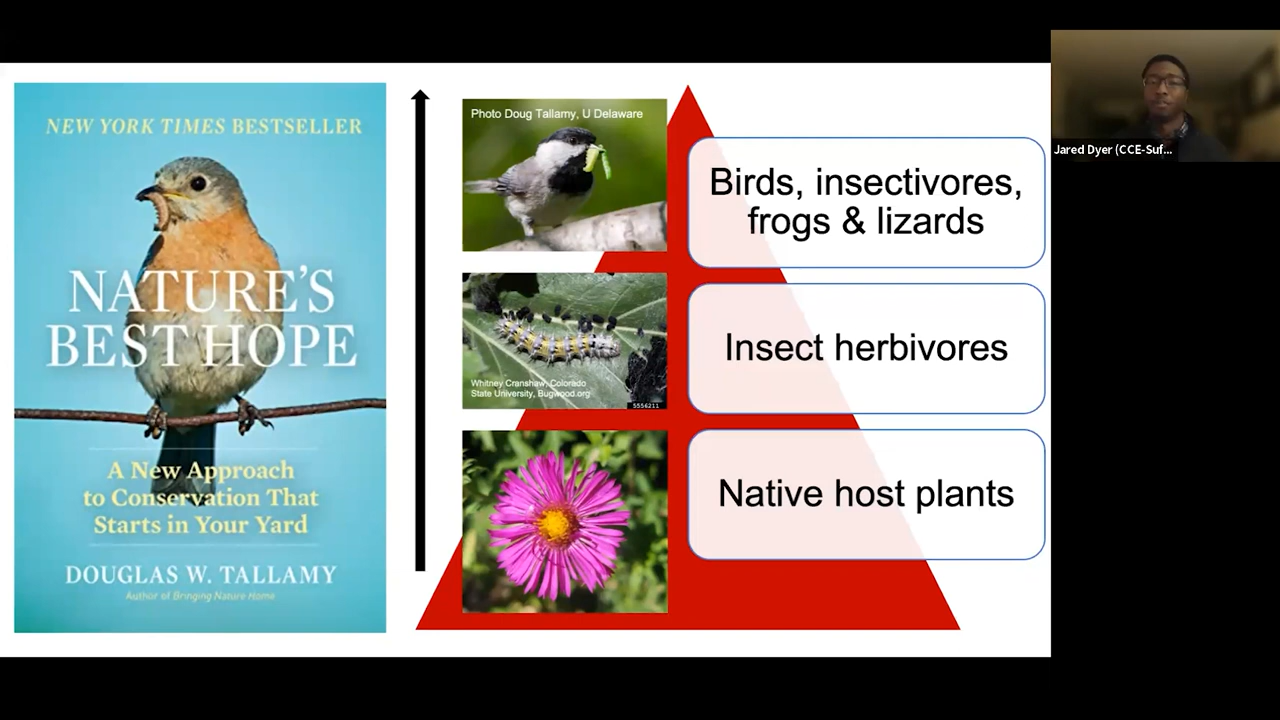 NEW YORK TIMES BESTSELLER
NATURE'S
BEST HOPE
A New Approach
to Conservation That
Starts in Your Yard
DOUGLAS W. TALLAMY
Author of Bringing Nature Home
Photo Doug Tallamy, U Delaware
Birds, insectivores,
frogs & lizards
Whitney Cranshaw, Colorado
State University, Bugwood.org
5556211
Insect herbivores
Native host plants
Jared Dyer (CCE-Suf...